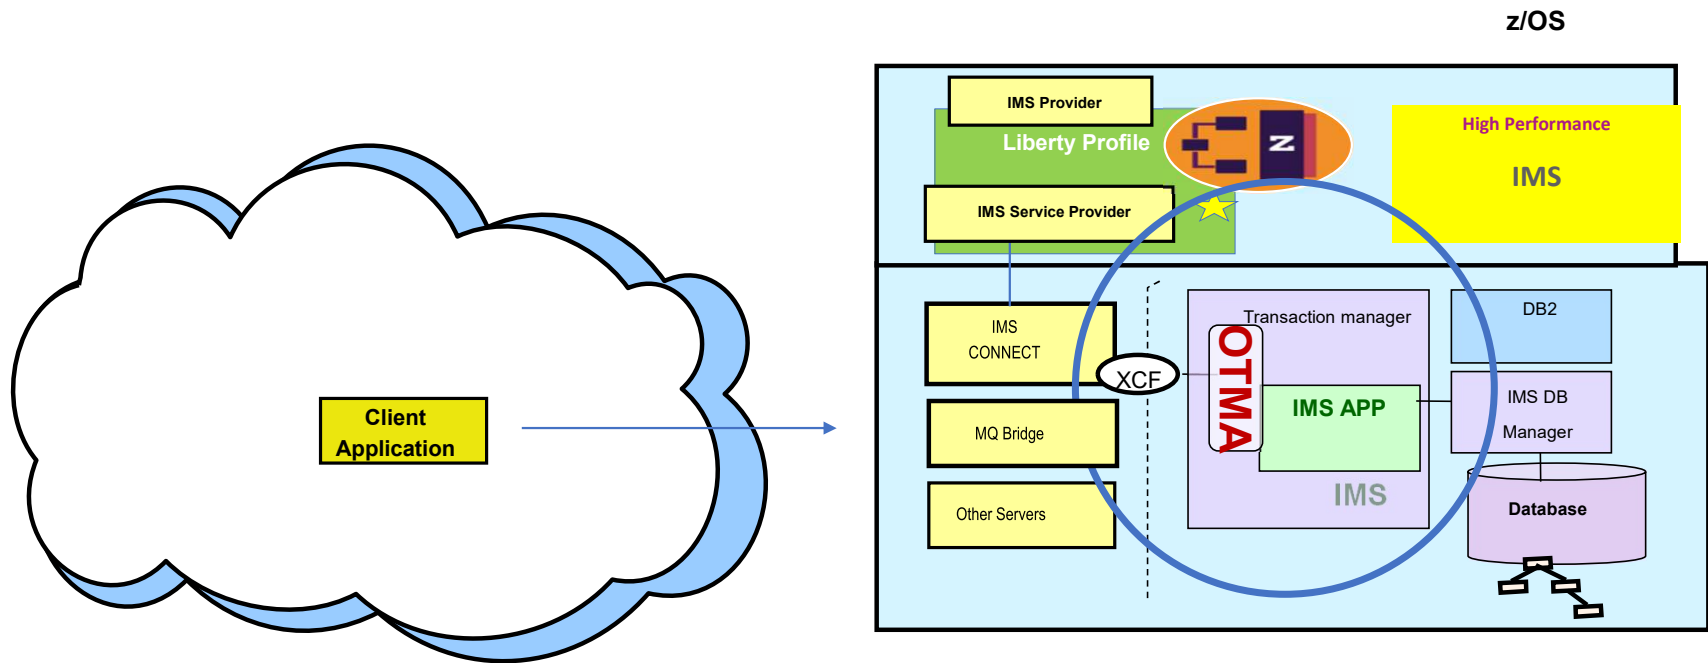 z/OS
IMS Provider
Liberty Profile
Z
High Performance
IMS
IMS Service Provider
Client
Application
IMS
CONNECT
XCF
MQ Bridge
Other Servers
Transaction manager
OTMA
IMS APP
IMS
DB2
IMS DB
Manager
Database